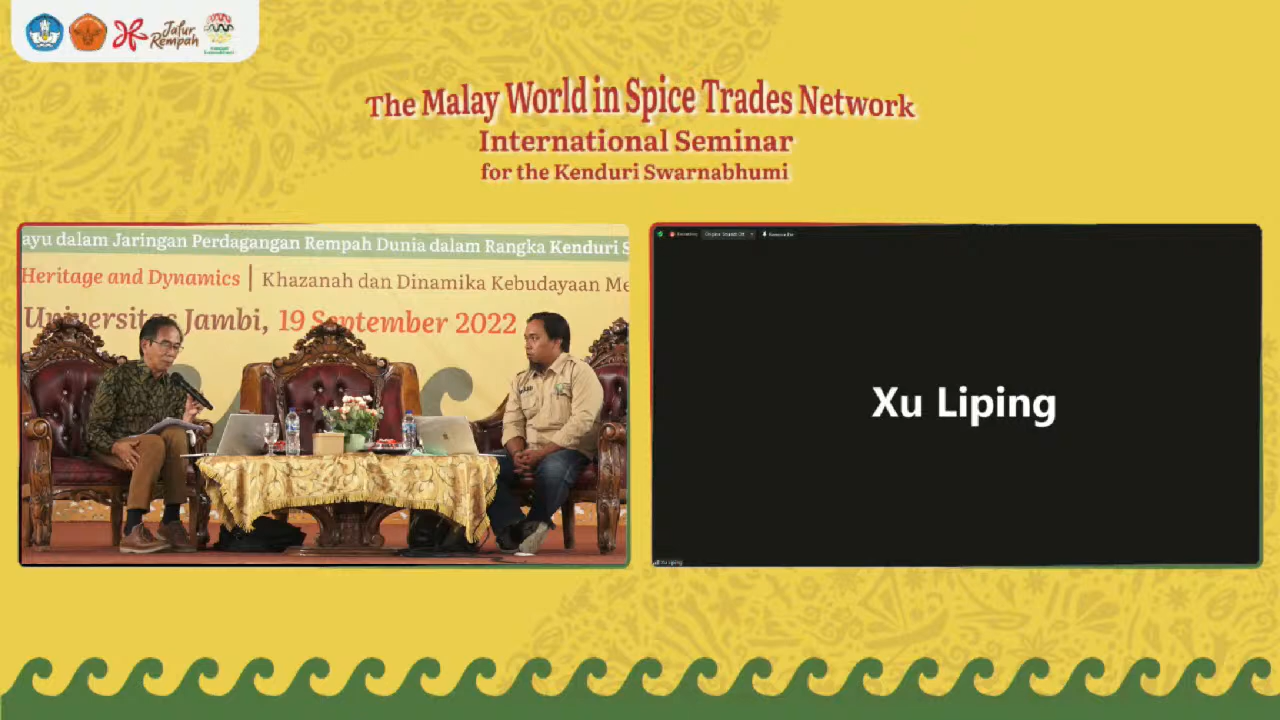 Jalur
Rempah
The Malay World in Spice Trades Network
International Seminar
for the Kenduri Swarnabhumi
ayu dalam Jaringan Perdagangan Rempah Dunia dalam Rangka Kenduri S
Heritage and Dynamics | Khazanah dan Dinamika Kebudayaan Me
Universitas Jambi, 19 September 2022
Xu Liping
Xu Liping